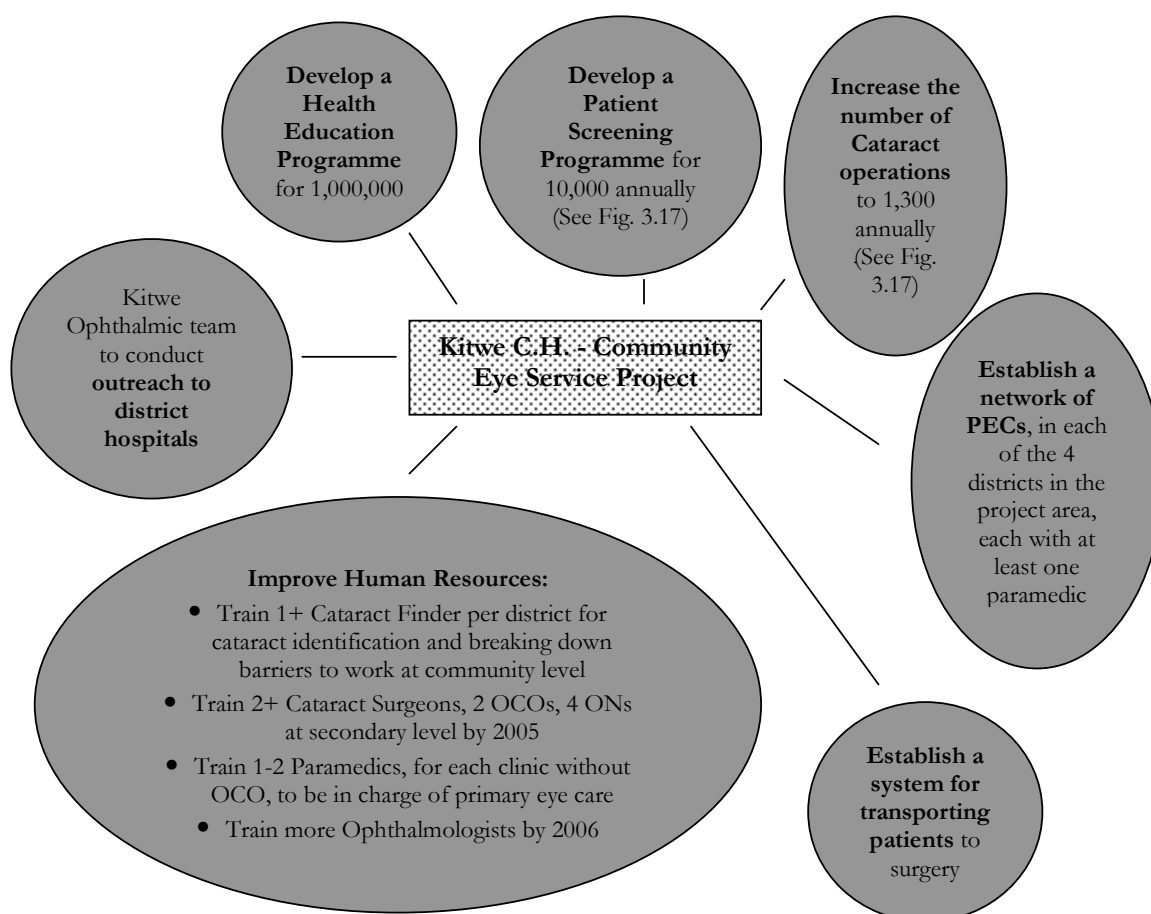 Develop a
Health
Education
Programme
for 1,000,000
Develop a
Patient
Screening
Programme for
10,000 annually
(See Fig. 3.17)
Increase the
number of
Cataract
operations
to 1,300
annually
(See Fig.
3.17)
Kitwe
Ophthalmic team
to conduct
outreach to
district
hospitals
Kitwe C.H. - Community
Eye Service Project
Establish a
network of
PECs, in each
of the 4
districts in the
project area,
each with at
least one
paramedic
Improve Human Resources:
• Train 1+ Cataract Finder per district for
cataract identification and breaking down
barriers to work at community level
• Train 2+ Cataract Surgeons, 2 OCOs, 4 ONs
at secondary level by 2005
• Train 1-2 Paramedics, for each clinic without
OCO, to be in charge of primary eye care
• Train more Ophthalmologists by 2006
Establish a
system for
transporting
patients to
surgery